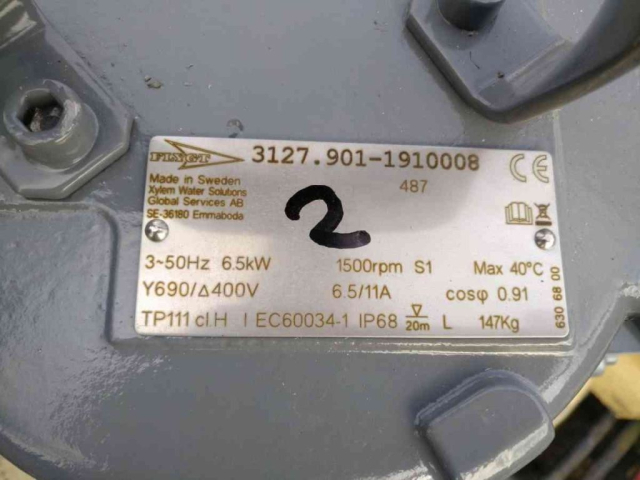 FLYGT 3127.901-1910008
487
Made in Sweden
Xylem Water Solutions
Global Services AB
SE-36180 Emmaboda
CE
2
3~50Hz 6.5kW 1500rpm S1 Max 40°C
Y690/Δ400V 6.5/11A cosφ 0.91
TP111 cl.H IEC60034-1 IP68 20m L 147Kg
630 68 00